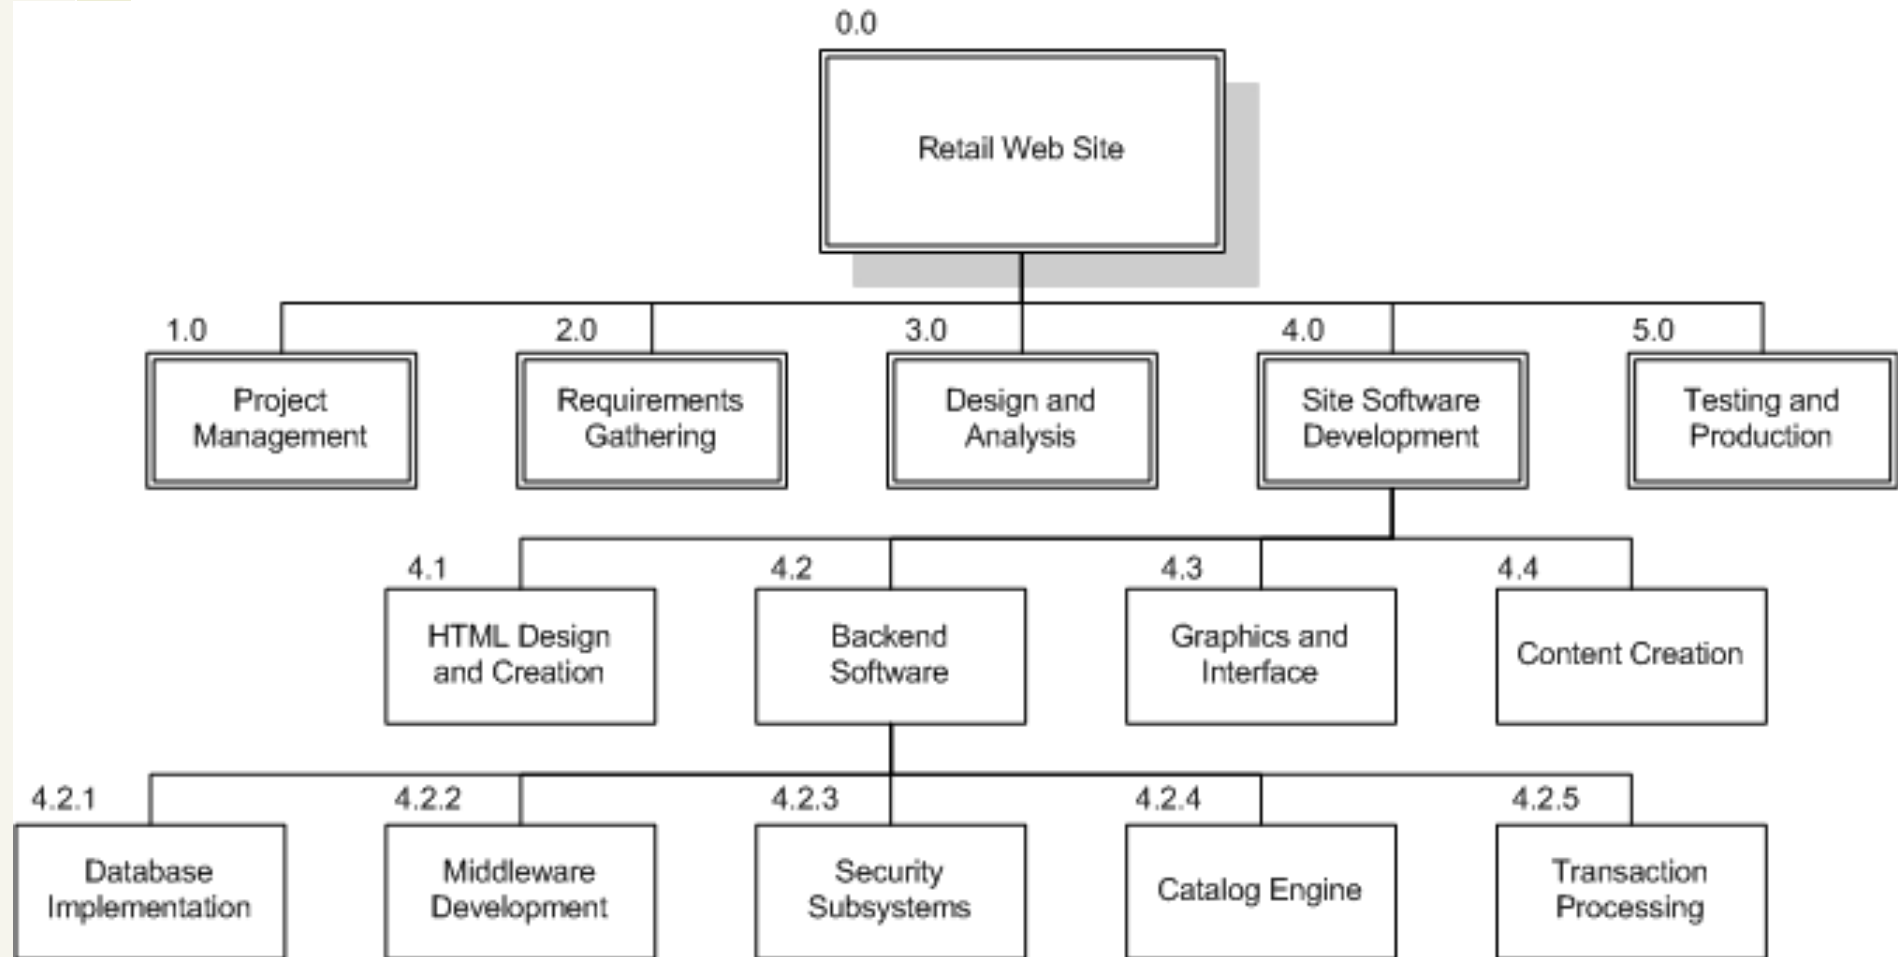 0.0
Retail Web Site
1.0
Project
Management
2.0
Requirements
Gathering
3.0
Design and
Analysis
4.0
Site Software
Development
5.0
Testing and
Production
4.1
HTML Design
and Creation
4.2
Backend
Software
4.3
Graphics and
Interface
4.4
Content Creation
4.2.1
Database
Implementation
4.2.2
Middleware
Development
4.2.3
Security
Subsystems
4.2.4
Catalog Engine
4.2.5
Transaction
Processing